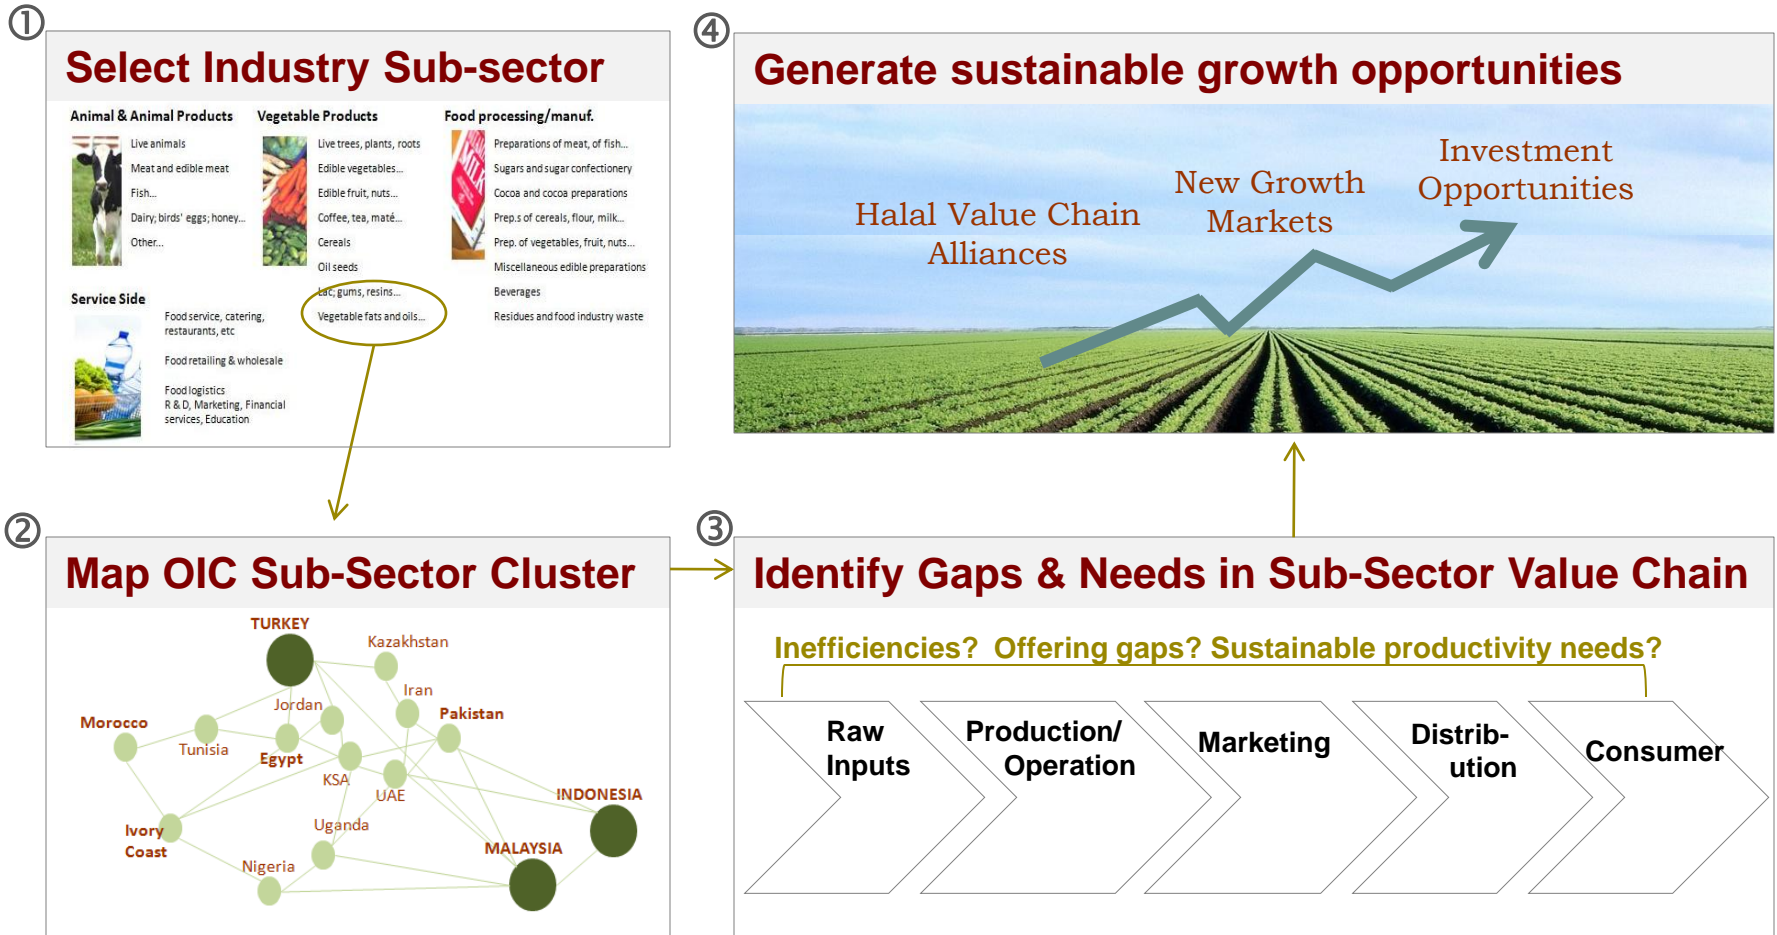 ①
Select Industry Sub-sector
Animal & Animal Products
Live animals
Meat and edible meat
Fish...
Dairy; birds' eggs; honey...
Other...
Vegetable Products
Live trees, plants, roots
Edible vegetables...
Edible fruit, nuts...
Coffee, tea, maté...
Cereals
Oil seeds
Lac; gums, resins...
Vegetable fats and oils...
Food processing/manuf.
MILK
Preparations of meat, of fish...
Sugars and sugar confectionery
Cocoa and cocoa preparations
Prep.s of cereals, flour, milk...
Prep. of vegetables, fruit, nuts...
Miscellaneous edible preparations
Beverages
Residues and food industry waste
Service Side
Food service, catering,
restaurants, etc
Food retailing & wholesale
Food logistics
R & D, Marketing, Financial
services, Education
②
Map OIC Sub-Sector Cluster
TURKEY
Kazakhstan
Iran
Jordan
Pakistan
Morocco
Tunisia
Egypt
KSA
UAE
INDONESIA
Uganda
Ivory
Coast
MALAYSIA
Nigeria
③
Identify Gaps & Needs in Sub-Sector Value Chain
Inefficiencies? Offering gaps? Sustainable productivity needs?
Raw
Inputs
Production/
Operation
Marketing
Distrib-
ution
Consumer
④
Generate sustainable growth opportunities
Halal Value Chain
Alliances
New Growth
Markets
Investment
Opportunities